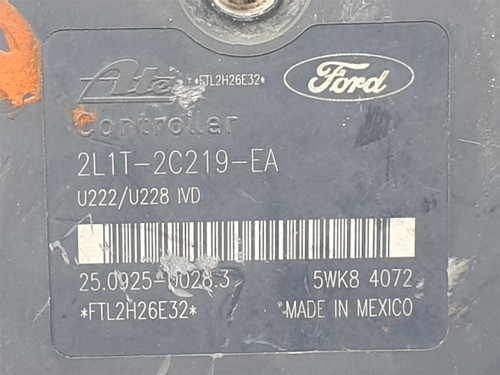 Ate *FTL2H26E32* Ford
Controller
2L1T-2C219-EA
U222/U228 IVD
25.0925-0028.3 5WK8 4072
*FTL2H26E32* MADE IN MEXICO